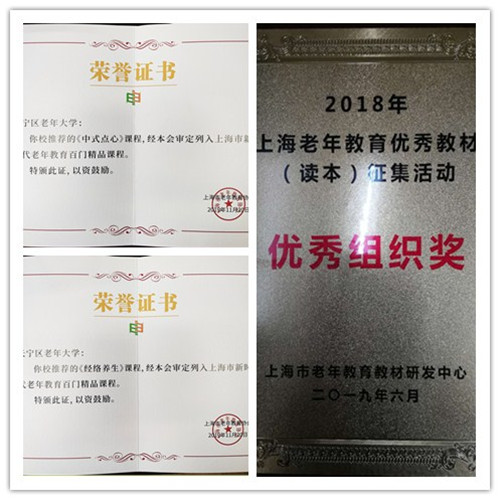 荣誉证书
宁区老年大学：
你校推荐的《中式点心》课程，经本会审定列入上海市新
代老年教育百门精品课程。
特颁此证，以资鼓励。
荣誉证书
宁区老年大学：
你校推荐的《经络养生》课程，经本会审定列入上海市新时
代老年教育百门精品课程。
特颁此证，以资鼓励。
2018年
上海老年教育优秀教材
（读本）征集活动
优秀组织奖
上海市老年教育教材研发中心
二〇一九年六月